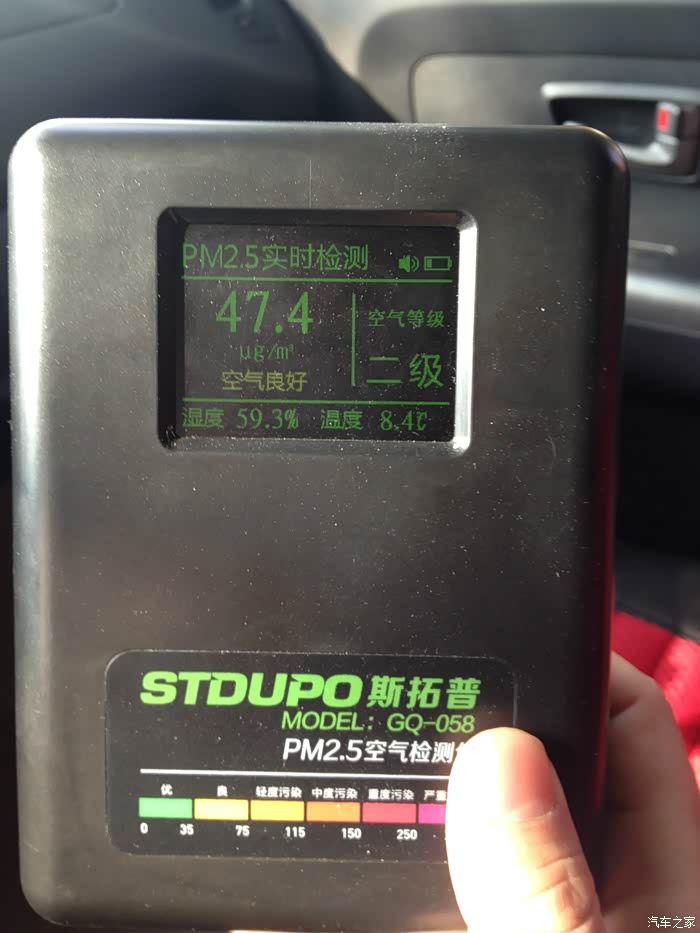 PM2.5实时检测
47.4
μg/m³
空气良好
空气等级
二级
湿度 59.3% 温度 8.4℃
STDUPO 斯拓普
MODEL: GQ-058
PM2.5空气检测
优 良 轻度污染 中度污染 重度污染 严重
0 35 75 115 150 250
汽车之家